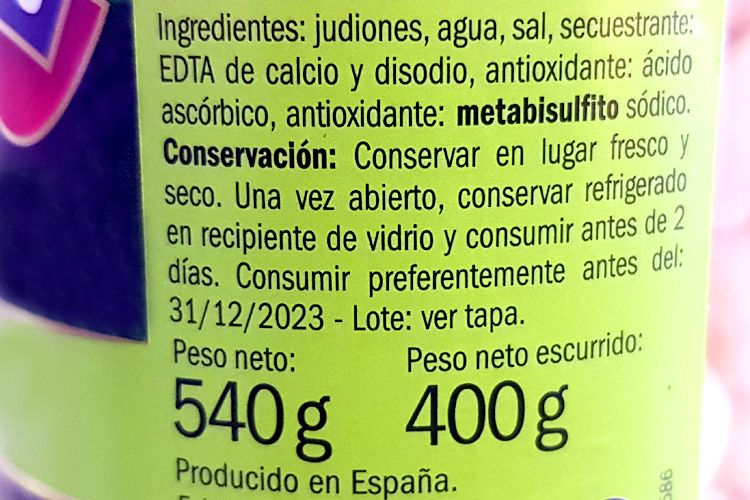 Ingredientes: judiones, agua, sal, secuestrante:
EDTA de calcio y disodio, antioxidante: ácido
ascórbico, antioxidante: metabisulfito sódico.
Conservación: Conservar en lugar fresco y
seco. Una vez abierto, conservar refrigerado
en recipiente de vidrio y consumir antes de 2
días. Consumir preferentemente antes del:
31/12/2023 - Lote: ver tapa.
Peso neto: Peso neto escurrido:
540 g 400 g
Producido en España.